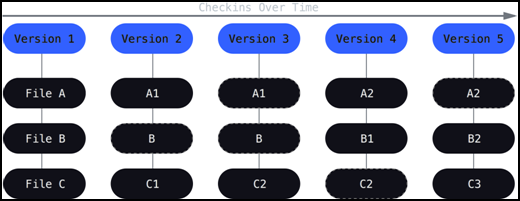 Checkins Over Time
Version 1 Version 2 Version 3 Version 4 Version 5
File A A1 A1 A2 A2
File B B B B1 B2
File C C1 C2 C2 C3